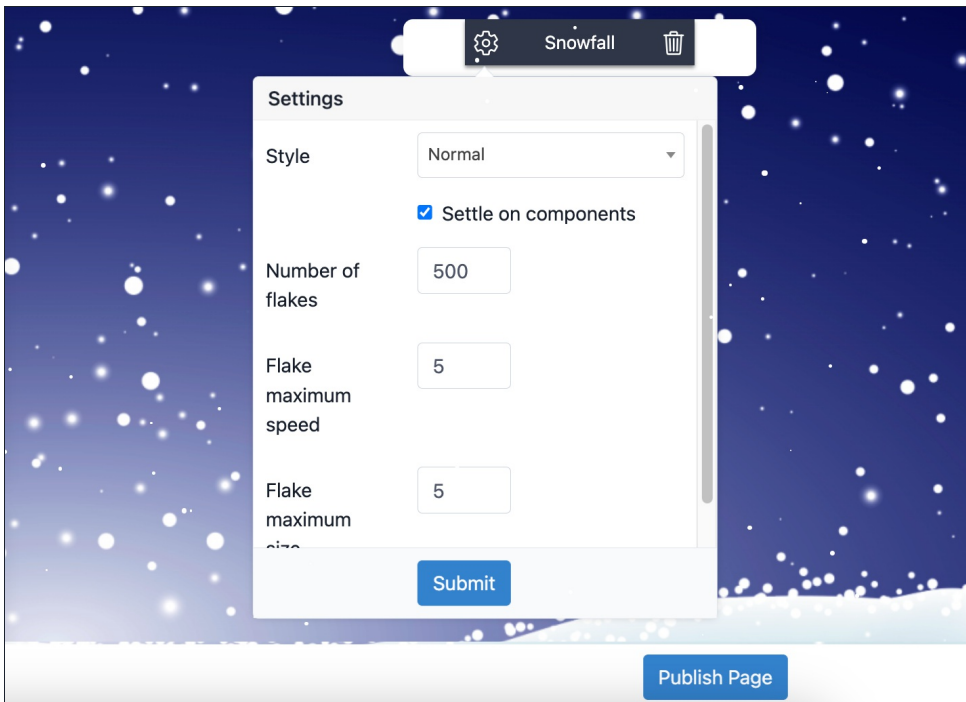 Snowfall
Settings
Style
Normal
Settle on components
Number of
flakes
500
Flake
maximum
speed
5
Flake
maximum
size
5
Submit
Publish Page